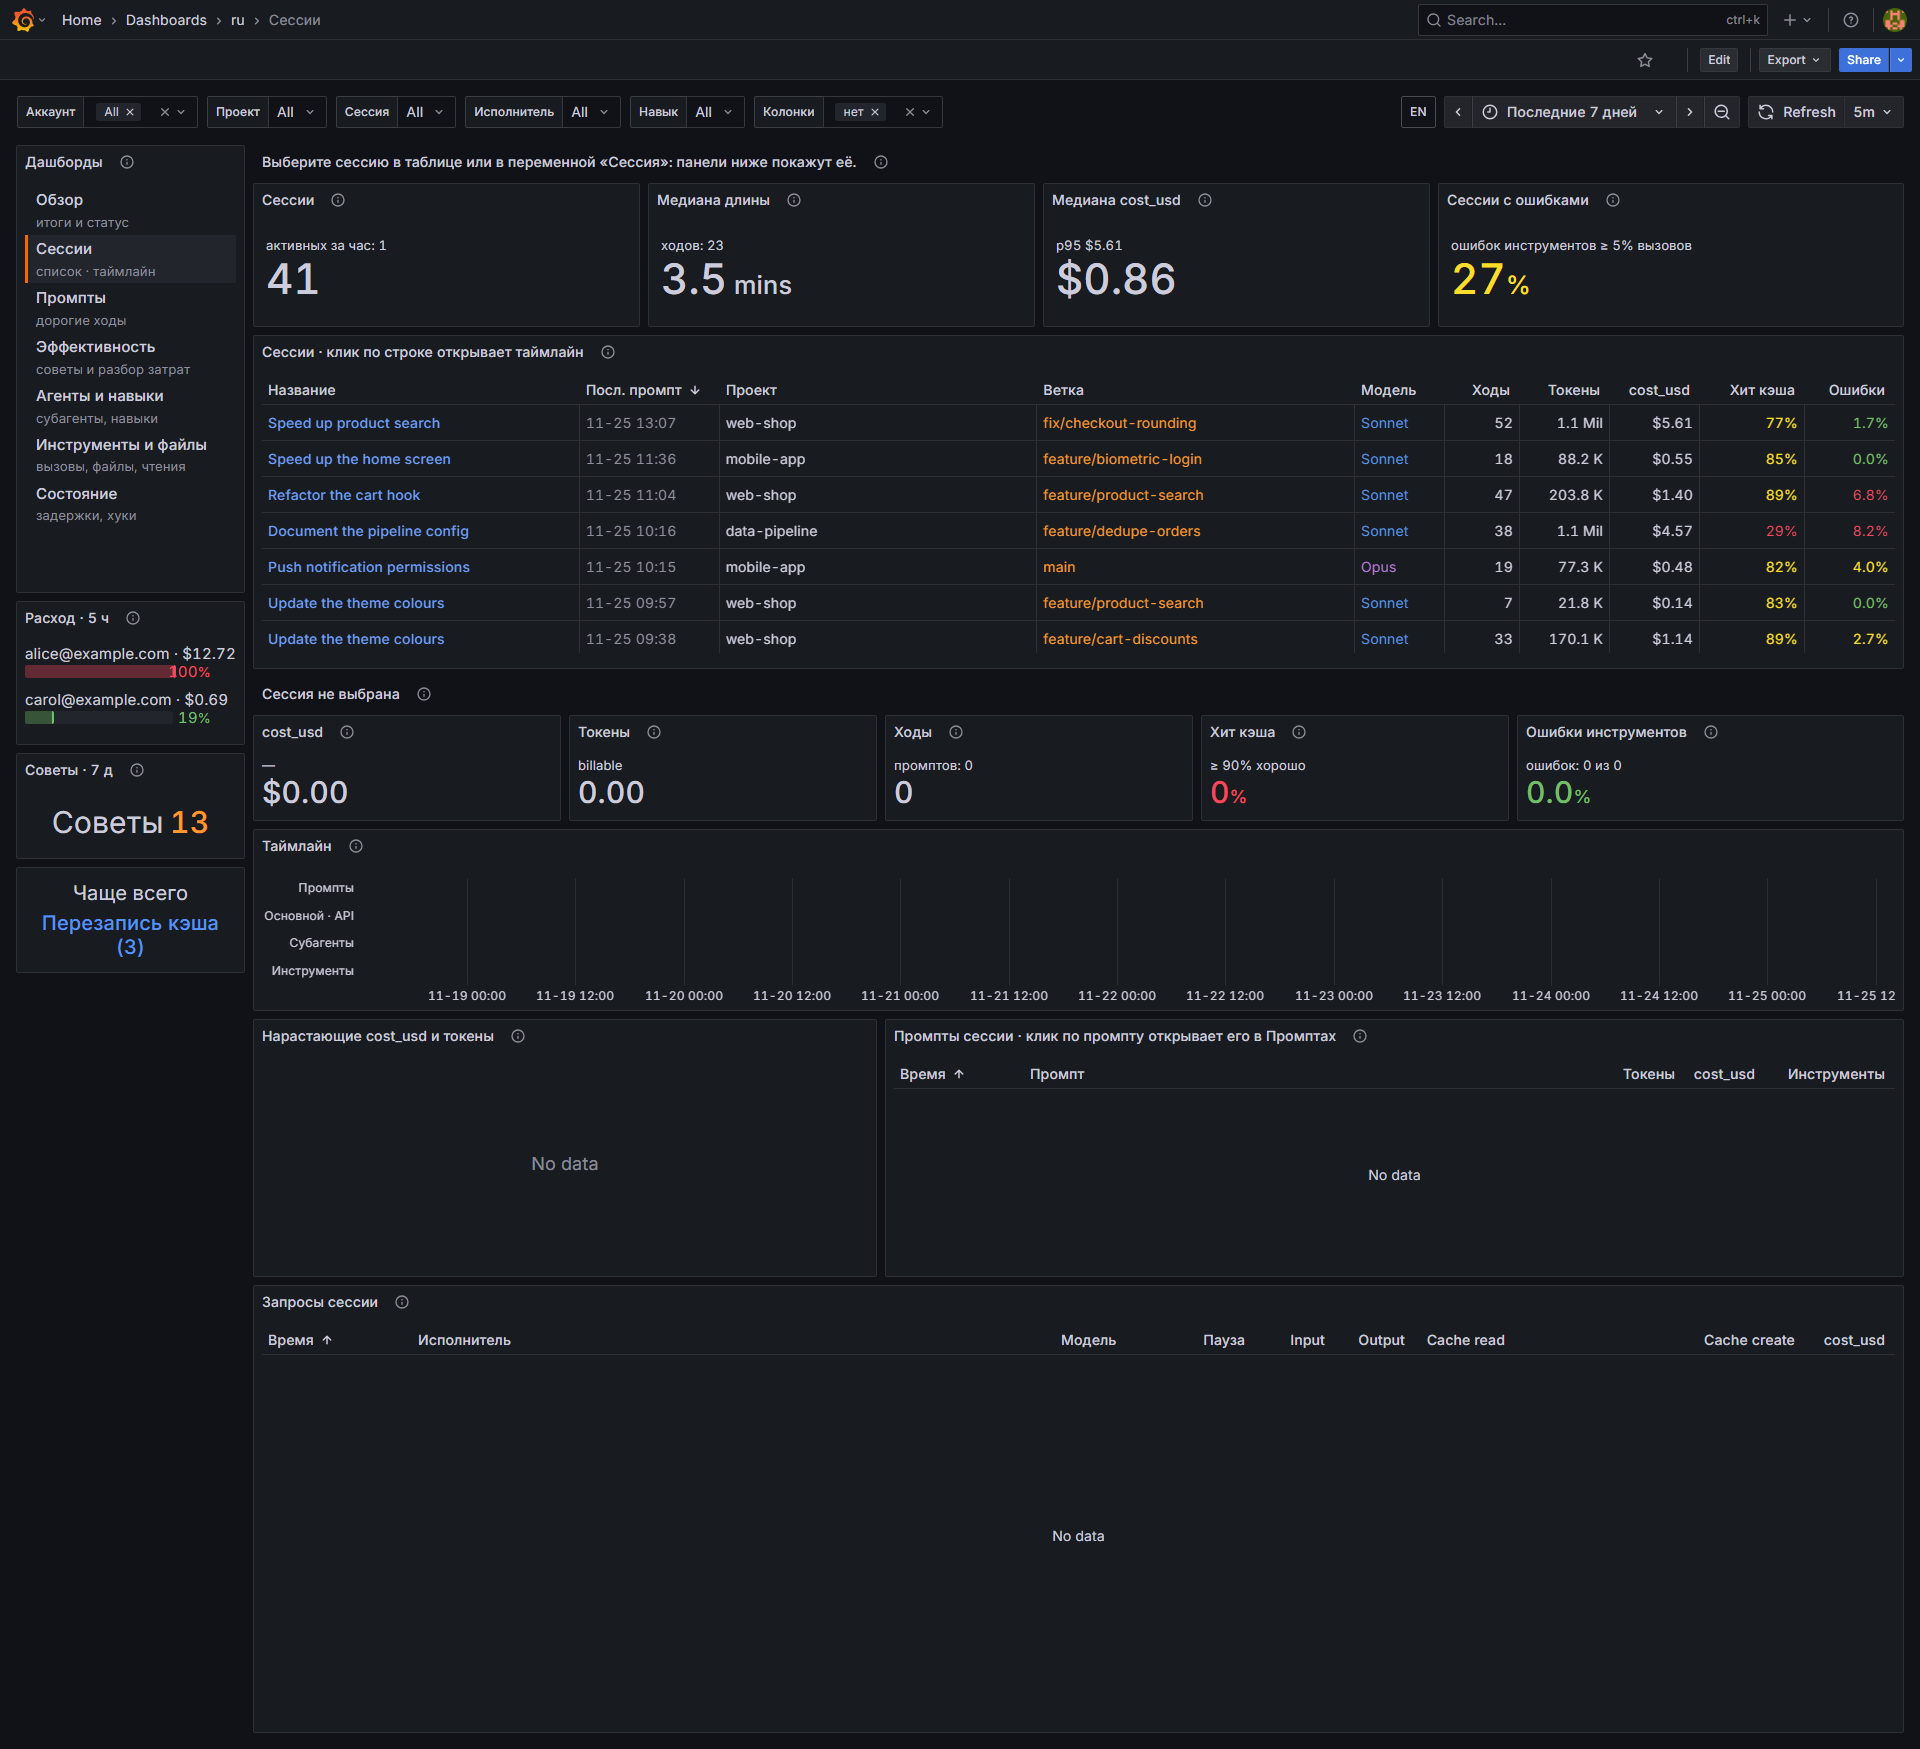 Home › Dashboards › ru › Сессии
Search... ctrl+k
Edit Export Share
Аккаунт All Проект All Сессия All Исполнитель All Навык All Колонки нет EN Последние 7 дней Refresh 5m
Дашборды
Обзор
итоги и статус
Сессии
список · таймлайн
Промпты
дорогие ходы
Эффективность
советы и разбор затрат
Агенты и навыки
субагенты, навыки
Инструменты и файлы
вызовы, файлы, чтения
Состояние
задержки, хуки
Расход · 5 ч
alice@example.com · $12.72
100%
carol@example.com · $0.69
19%
Советы · 7 д
Советы 13
Чаще всего
Перезапись кэша
(3)
Выберите сессию в таблице или в переменной «Сессия»: панели ниже покажут её.
Сессии
активных за час: 1
41
Медиана длины
ходов: 23
3.5 mins
Медиана cost_usd
p95 $5.61
$0.86
Сессии с ошибками
ошибок инструментов ≥ 5% вызовов
27%
Сессии · клик по строке открывает таймлайн
Название Посл. промпт ↓ Проект Ветка Модель Ходы Токены cost_usd Хит кэша Ошибки
Speed up product search 11-25 13:07 web-shop fix/checkout-rounding Sonnet 52 1.1 Mil $5.61 77% 1.7%
Speed up the home screen 11-25 11:36 mobile-app feature/biometric-login Sonnet 18 88.2 K $0.55 85% 0.0%
Refactor the cart hook 11-25 11:04 web-shop feature/product-search Sonnet 47 203.8 K $1.40 89% 6.8%
Document the pipeline config 11-25 10:16 data-pipeline feature/dedupe-orders Sonnet 38 1.1 Mil $4.57 29% 8.2%
Push notification permissions 11-25 10:15 mobile-app main Opus 19 77.3 K $0.48 82% 4.0%
Update the theme colours 11-25 09:57 web-shop feature/product-search Sonnet 7 21.8 K $0.14 83% 0.0%
Update the theme colours 11-25 09:38 web-shop feature/cart-discounts Sonnet 33 170.1 K $1.14 89% 2.7%
Сессия не выбрана
cost_usd
—
$0.00
Токены
billable
0.00
Ходы
промптов: 0
0
Хит кэша
≥ 90% хорошо
0%
Ошибки инструментов
ошибок: 0 из 0
0.0%
Таймлайн
Промпты
Основной · API
Субагенты
Инструменты
11-19 00:00 11-19 12:00 11-20 00:00 11-20 12:00 11-21 00:00 11-21 12:00 11-22 00:00 11-22 12:00 11-23 00:00 11-23 12:00 11-24 00:00 11-24 12:00 11-25 00:00 11-25 12
Нарастающие cost_usd и токены
No data
Промпты сессии · клик по промпту открывает его в Промптах
Время ↑ Промпт Токены cost_usd Инструменты
No data
Запросы сессии
Время ↑ Исполнитель Модель Пауза Input Output Cache read Cache create cost_usd
No data